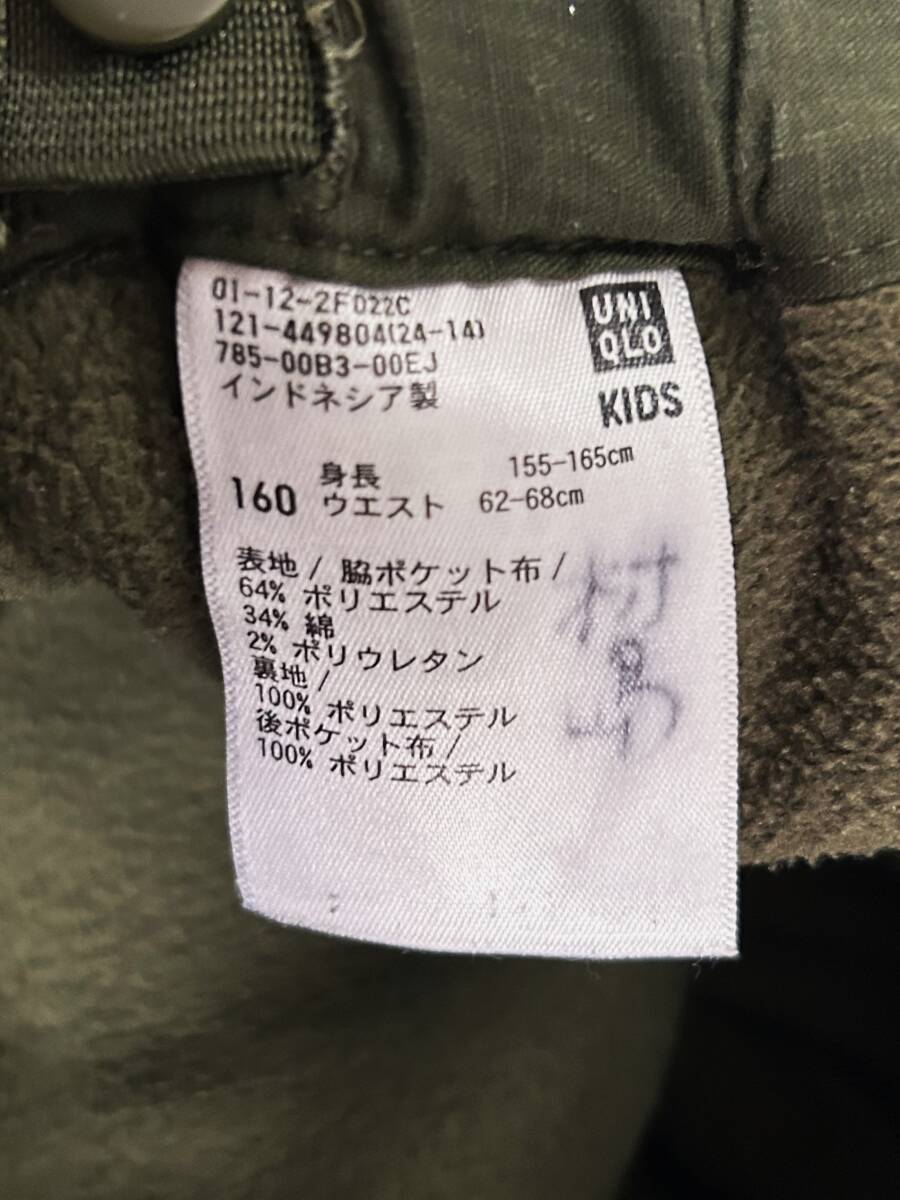 01-12-2F022C
121-449804(24-14)
785-00B3-00EJ
インドネシア製
UNI
QLO
KIDS
160
身長 155-165cm
ウエスト 62-68cm
表地/脇ポケット布/
64% ポリエステル
34% 綿
2% ポリウレタン
裏地/
100% ポリエステル
後ポケット布/
100% ポリエステル